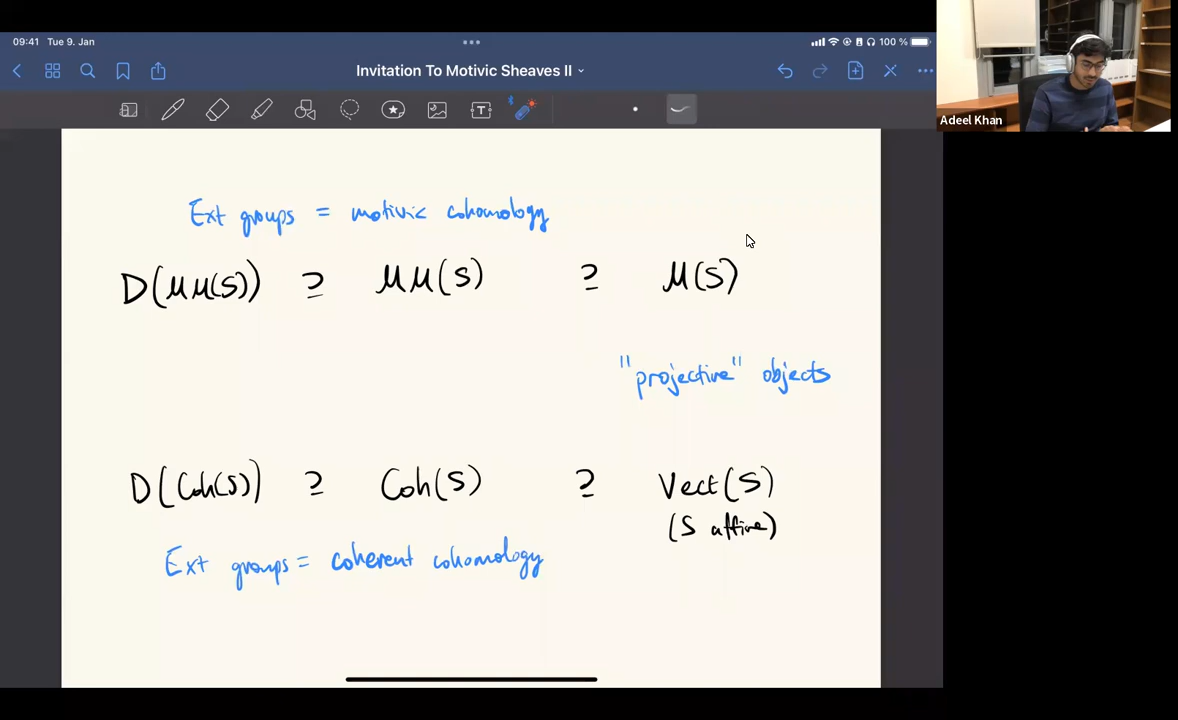 09:41 Tue 9. Jan
100 %
Invitation To Motivic Sheaves II
Adeel Khan
Ext groups = motivic cohomology
D(MM(S)) ⊇ MM(S) ⊇ M(S)
"projective" objects
D(Coh(S)) ⊇ Coh(S) ⊇ Vect(S)
(S affine)
Ext groups = coherent cohomology